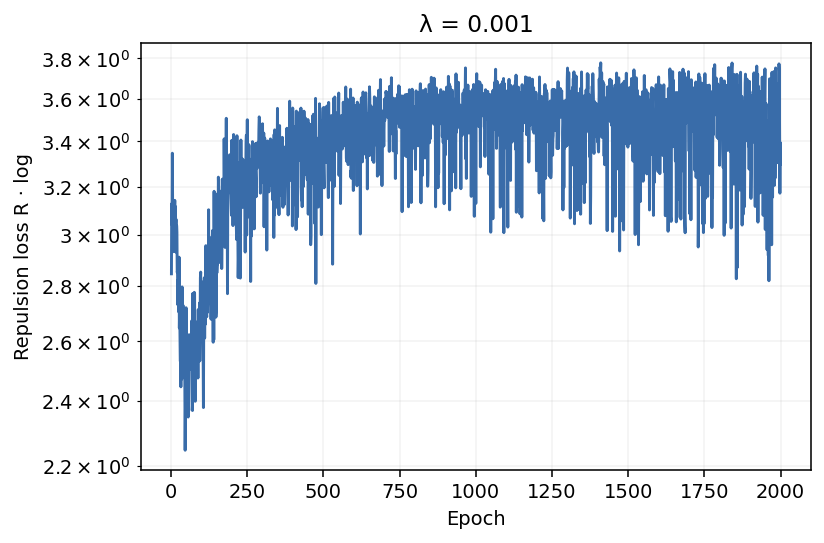 λ = 0.001
Repulsion loss R · log
3.8 × 10⁰
3.6 × 10⁰
3.4 × 10⁰
3.2 × 10⁰
3 × 10⁰
2.8 × 10⁰
2.6 × 10⁰
2.4 × 10⁰
2.2 × 10⁰
0 250 500 750 1000 1250 1500 1750 2000
Epoch